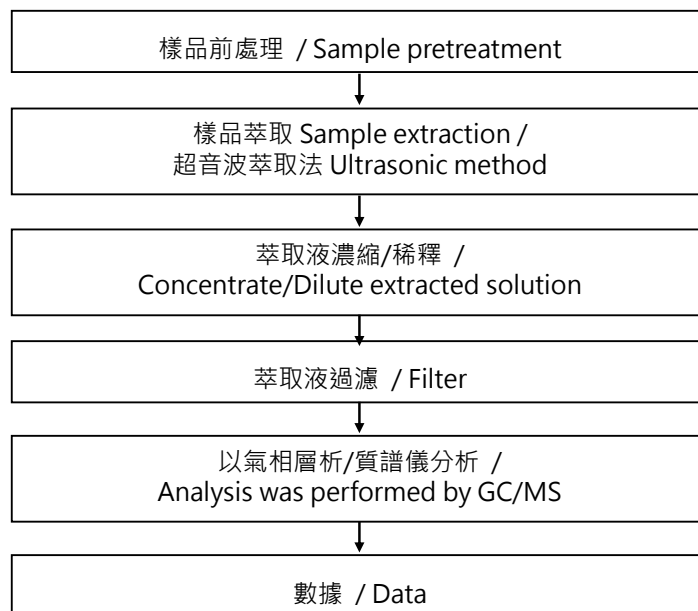 樣品前處理 / Sample pretreatment
樣品萃取 Sample extraction /
超音波萃取法 Ultrasonic method
萃取液濃縮/稀釋 /
Concentrate/Dilute extracted solution
萃取液過濾 / Filter
以氣相層析/質譜儀分析 /
Analysis was performed by GC/MS
數據 / Data